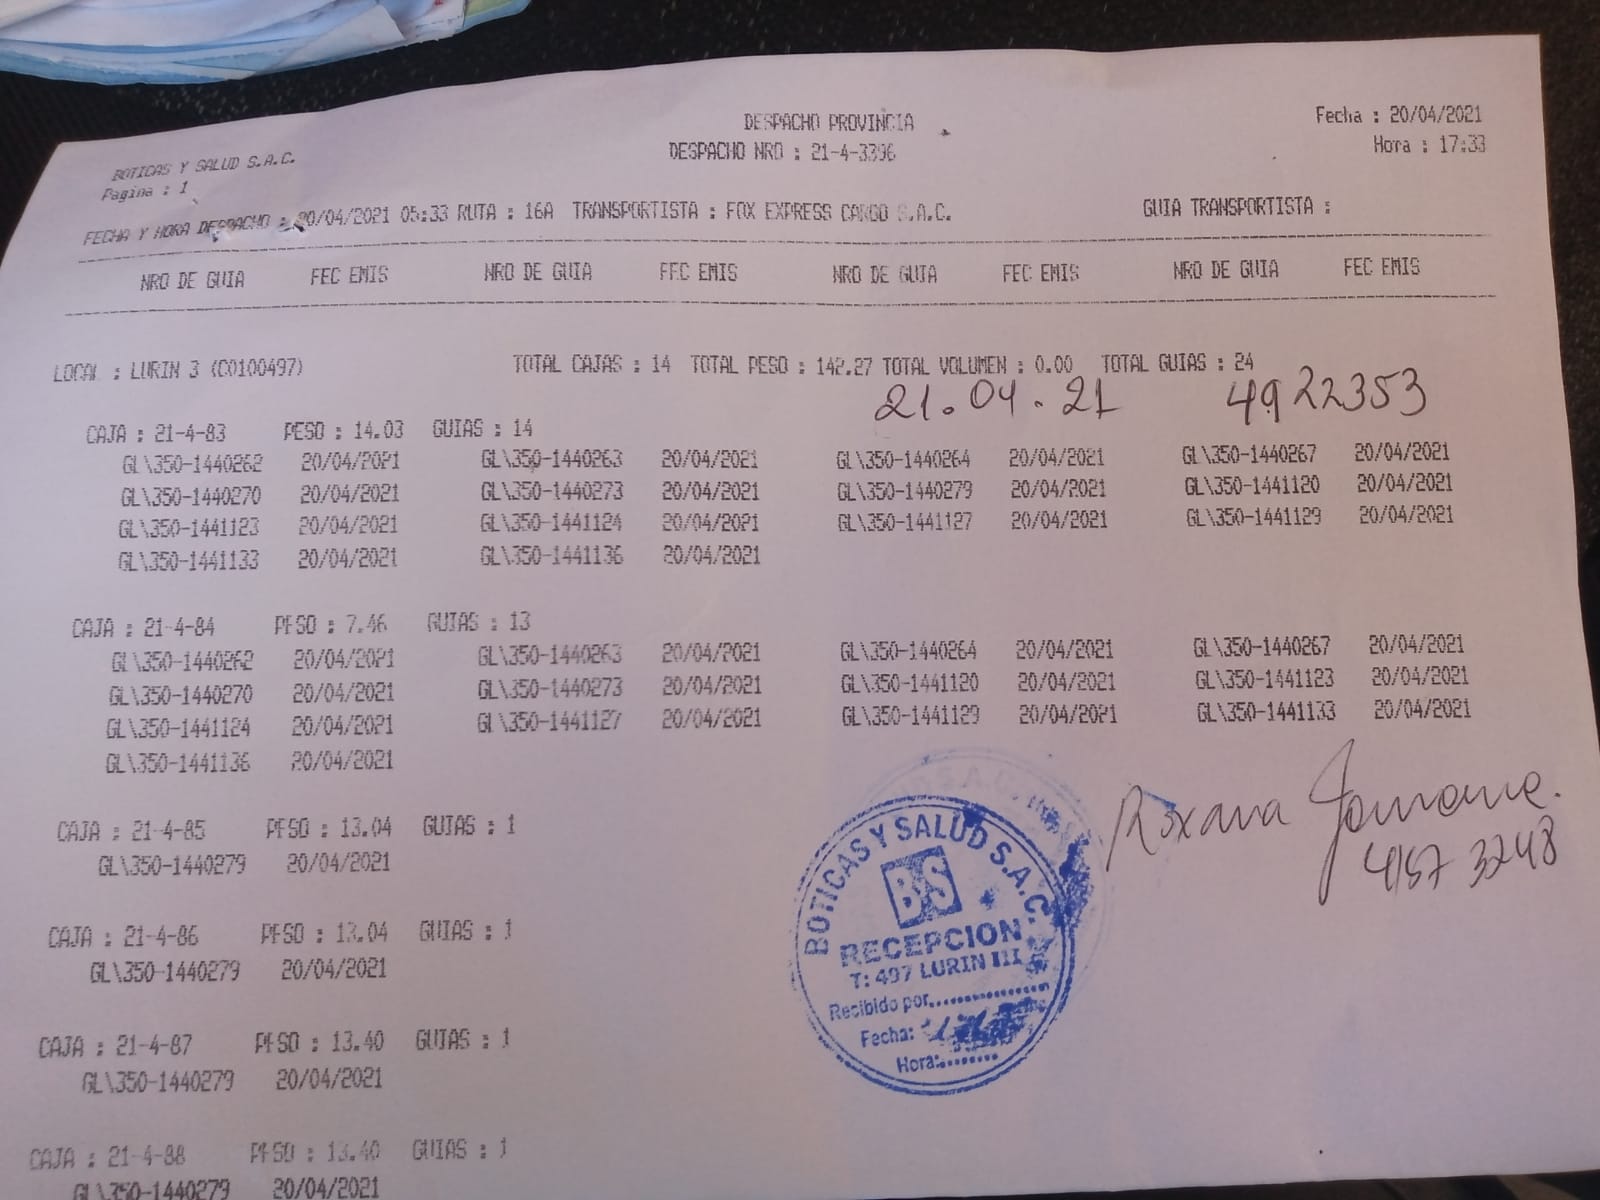 DESPACHO PROVINCIA
Fecha : 20/04/2021
DESPACHO NRO : 21-4-3396
Hora : 17:33
BOTICAS Y SALUD S.A.C.
Pagina : 1
FECHA Y HORA DESPACHO : 20/04/2021 05:33 RUTA : 16A TRANSPORTISTA : FOX EXPRESS CARGO S.A.C. GUIA TRANSPORTISTA :
NRO DE GUIA FEC EMIS NRO DE GUIA FEC EMIS NRO DE GUIA FEC EMIS NRO DE GUIA FEC EMIS
LOCAL : LURIN 3 (C0100497) TOTAL CAJAS : 14 TOTAL PESO : 142.27 TOTAL VOLUMEN : 0.00 TOTAL GUIAS : 24
21.04.21 4922353
CAJA : 21-4-83 PESO : 14.03 GUIAS : 14
GL\350-1440262 20/04/2021 GL\350-1440263 20/04/2021 GL\350-1440264 20/04/2021 GL\350-1440267 20/04/2021
GL\350-1440270 20/04/2021 GL\350-1440273 20/04/2021 GL\350-1440279 20/04/2021 GL\350-1441120 20/04/2021
GL\350-1441123 20/04/2021 GL\350-1441124 20/04/2021 GL\350-1441127 20/04/2021 GL\350-1441129 20/04/2021
GL\350-1441133 20/04/2021 GL\350-1441136 20/04/2021
CAJA : 21-4-84 PESO : 7.46 GUIAS : 13
GL\350-1440262 20/04/2021 GL\350-1440263 20/04/2021 GL\350-1440264 20/04/2021 GL\350-1440267 20/04/2021
GL\350-1440270 20/04/2021 GL\350-1440273 20/04/2021 GL\350-1441120 20/04/2021 GL\350-1441123 20/04/2021
GL\350-1441124 20/04/2021 GL\350-1441127 20/04/2021 GL\350-1441129 20/04/2021 GL\350-1441133 20/04/2021
GL\350-1441136 20/04/2021
CAJA : 21-4-85 PESO : 13.04 GUIAS : 1
GL\350-1440279 20/04/2021
CAJA : 21-4-86 PESO : 13.04 GUIAS : 1
GL\350-1440279 20/04/2021
CAJA : 21-4-87 PESO : 13.40 GUIAS : 1
GL\350-1440279 20/04/2021
CAJA : 21-4-88 PESO : 13.40 GUIAS : 1
GL\350-1440279 20/04/2021
Roxana
4157 3248
BOTICAS Y SALUD S.A.C.
BS
RECEPCION
T: 497 LURIN III
Recibido por
Fecha:
Hora: